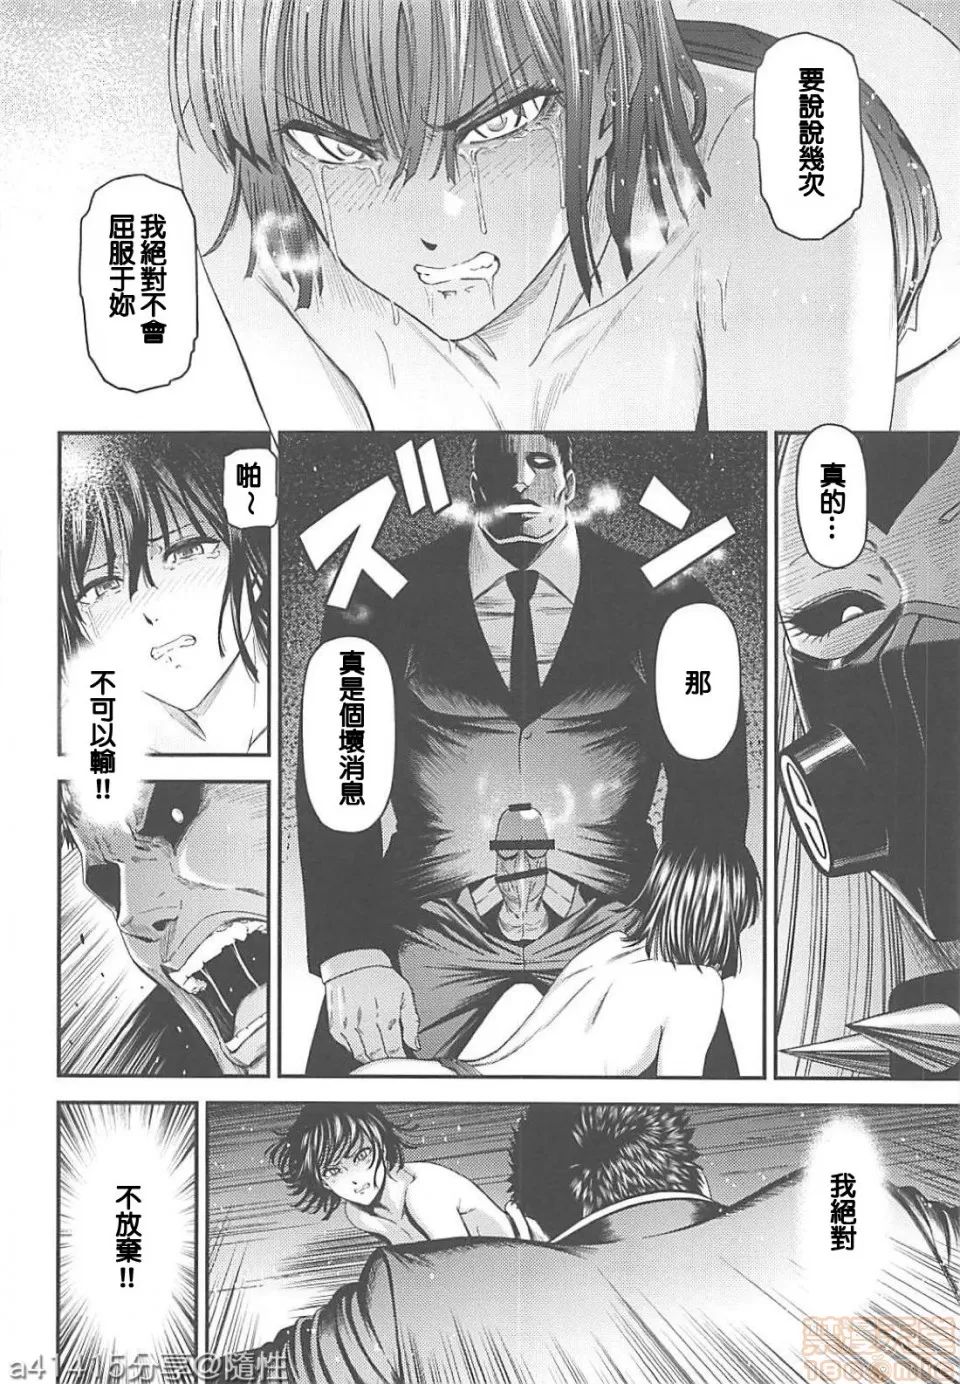 要說說幾次
我絕對不會
屈服于妳
真的…
ズン
那
真是個壞消息
啪～
不可以輸!!
我絕對
不放棄!!
a41415分享@隨性